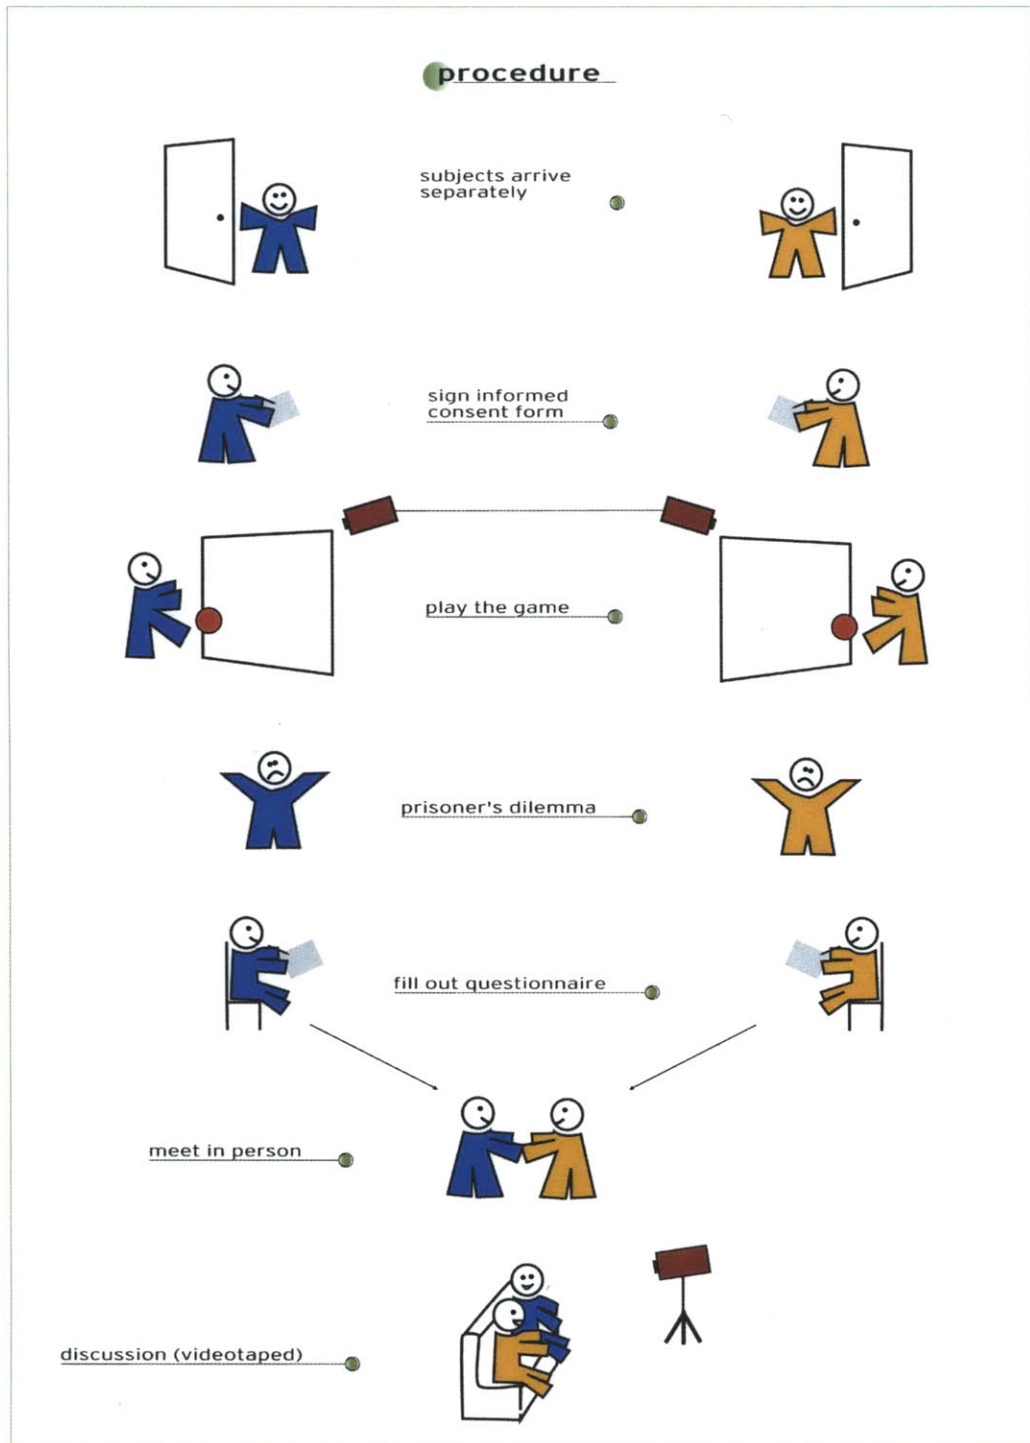 procedure
subjects arrive
separately
sign informed
consent form
play the game
prisoner's dilemma
fill out questionnaire
meet in person
discussion (videotaped)